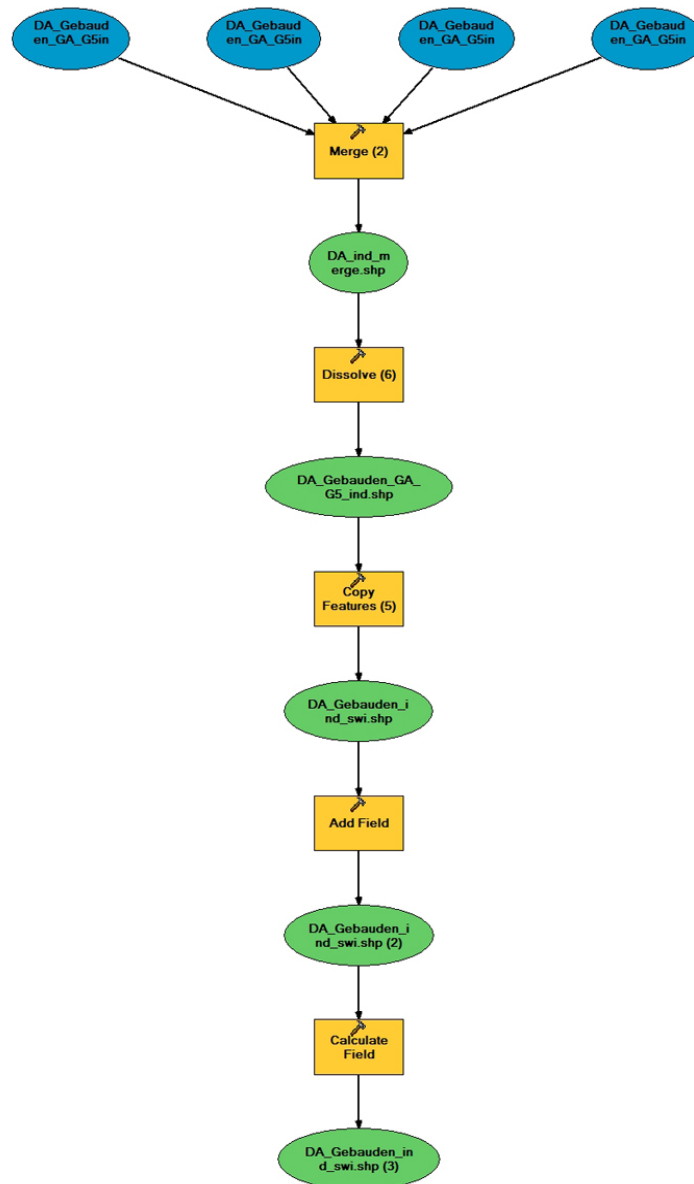 DA_Gebaud
en_GA_G5in
DA_Gebaud
en_GA_G5in
DA_Gebaud
en_GA_G5in
DA_Gebaud
en_GA_G5in
Merge (2)
DA_ind_m
erge.shp
Dissolve (6)
DA_Gebauden_GA_
G5_ind.shp
Copy
Features (5)
DA_Gebauden_i
nd_swi.shp
Add Field
DA_Gebauden_i
nd_swi.shp (2)
Calculate
Field
DA_Gebauden_in
d_swi.shp (3)